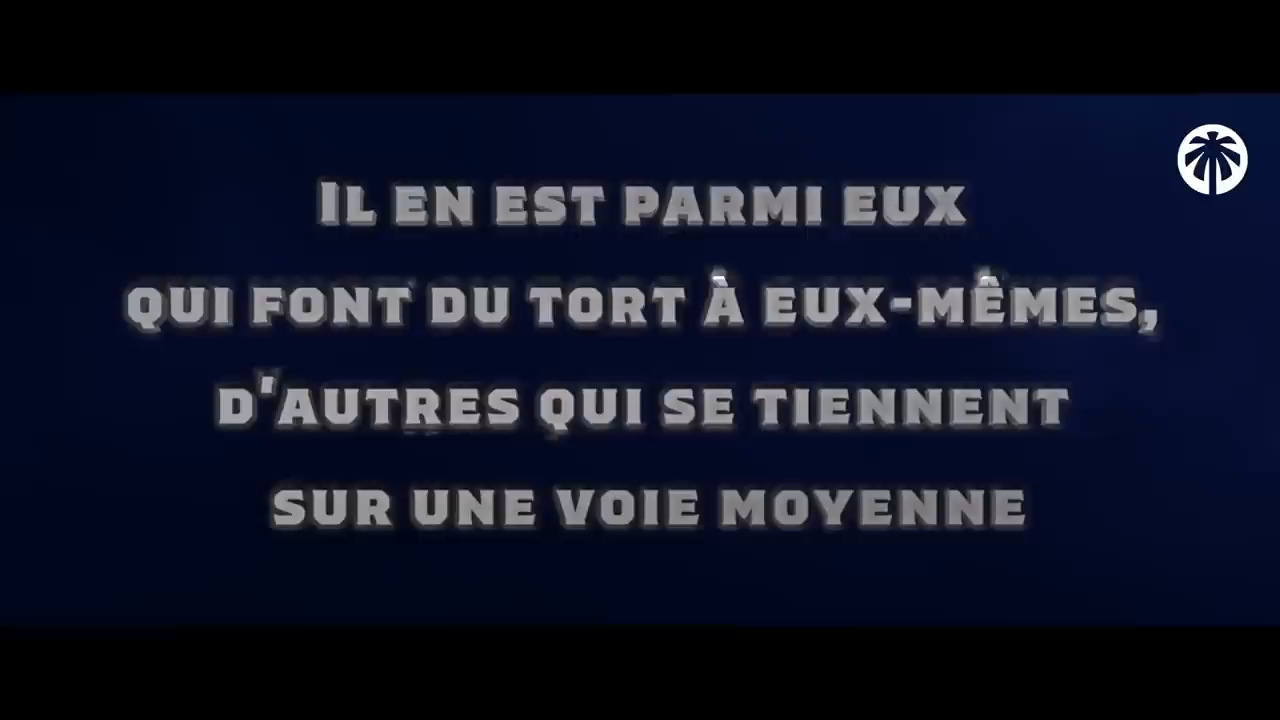 Il en est parmi eux
qui font du tort à eux-mêmes,
d'autres qui se tiennent
sur une voie moyenne